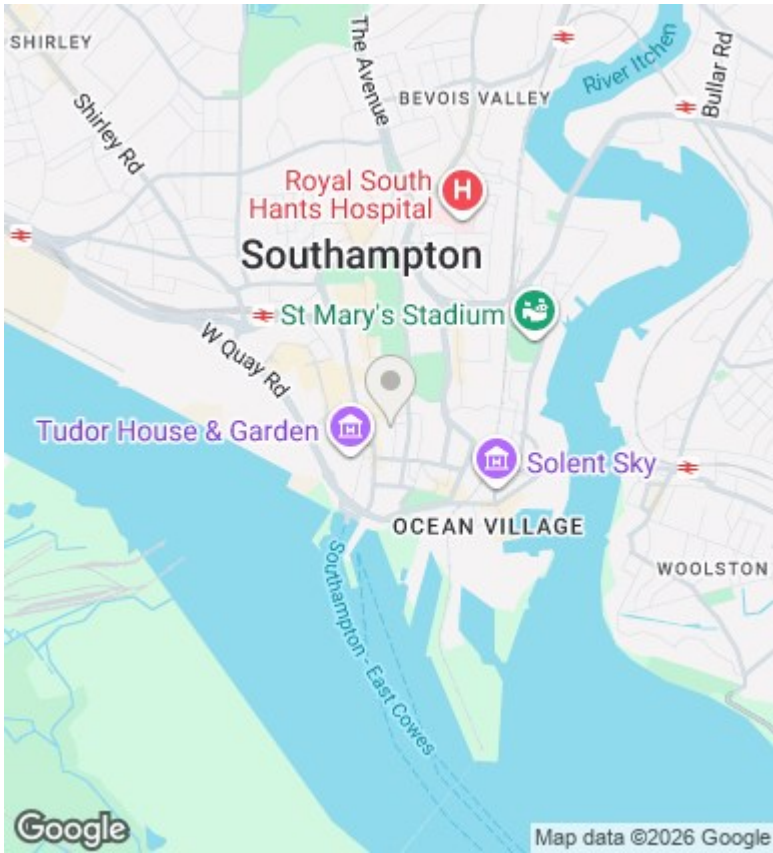 SHIRLEY
The Avenue
River Itchen
Bullar Rd
BEVOIS VALLEY
Shirley Rd
Royal South
Hants Hospital
H
Southampton
St Mary's Stadium
W Quay Rd
Tudor House & Garden
Solent Sky
OCEAN VILLAGE
WOOLSTON
Southampton - East Cowes
Google
Map data ©2026 Google